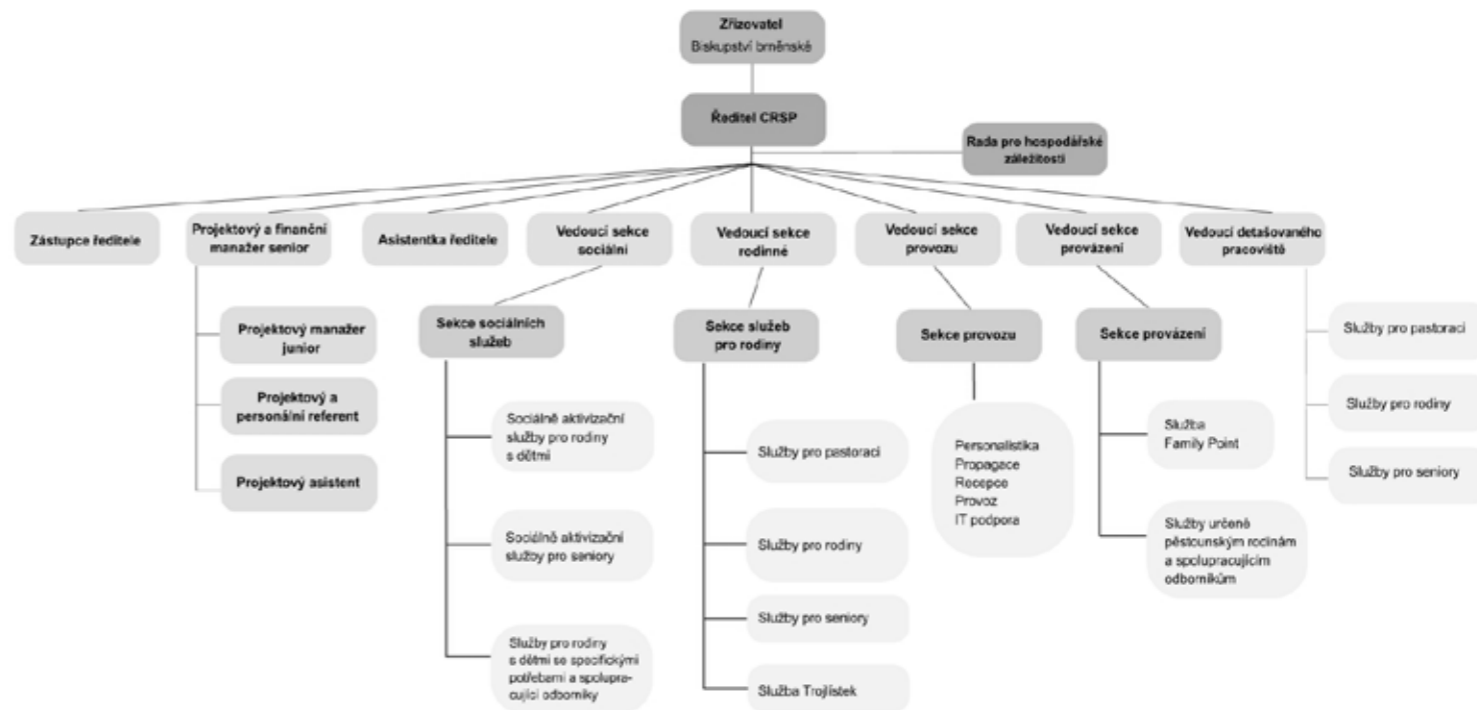 Zřizovatel
Biskupství brněnské
Ředitel CRSP
Rada pro hospodářské
záležitosti
Zástupce ředitele
Projektový a finanční
manažer senior
Asistentka ředitele
Vedoucí sekce
sociální
Vedoucí sekce
rodinné
Vedoucí sekce
provozu
Vedoucí sekce
provázení
Vedoucí detašovaného
pracoviště
Projektový manažer
junior
Projektový a
personální referent
Projektový asistent
Sekce sociálních
služeb
Sociálně aktivizační
služby pro rodiny
s dětmi
Sociálně aktivizační
služby pro seniory
Služby pro rodiny
s dětmi se specifickými
potřebami a spolupra-
cující odborníky
Sekce služeb
pro rodiny
Služby pro pastoraci
Služby pro rodiny
Služby pro seniory
Služba Trojlístek
Sekce provozu
Personalistika
Propagace
Recepce
Provoz
IT podpora
Sekce provázení
Služba
Family Point
Služby určené
pěstounským rodinám
a spolupracujícím
odborníkům
Služby pro pastoraci
Služby pro rodiny
Služby pro seniory